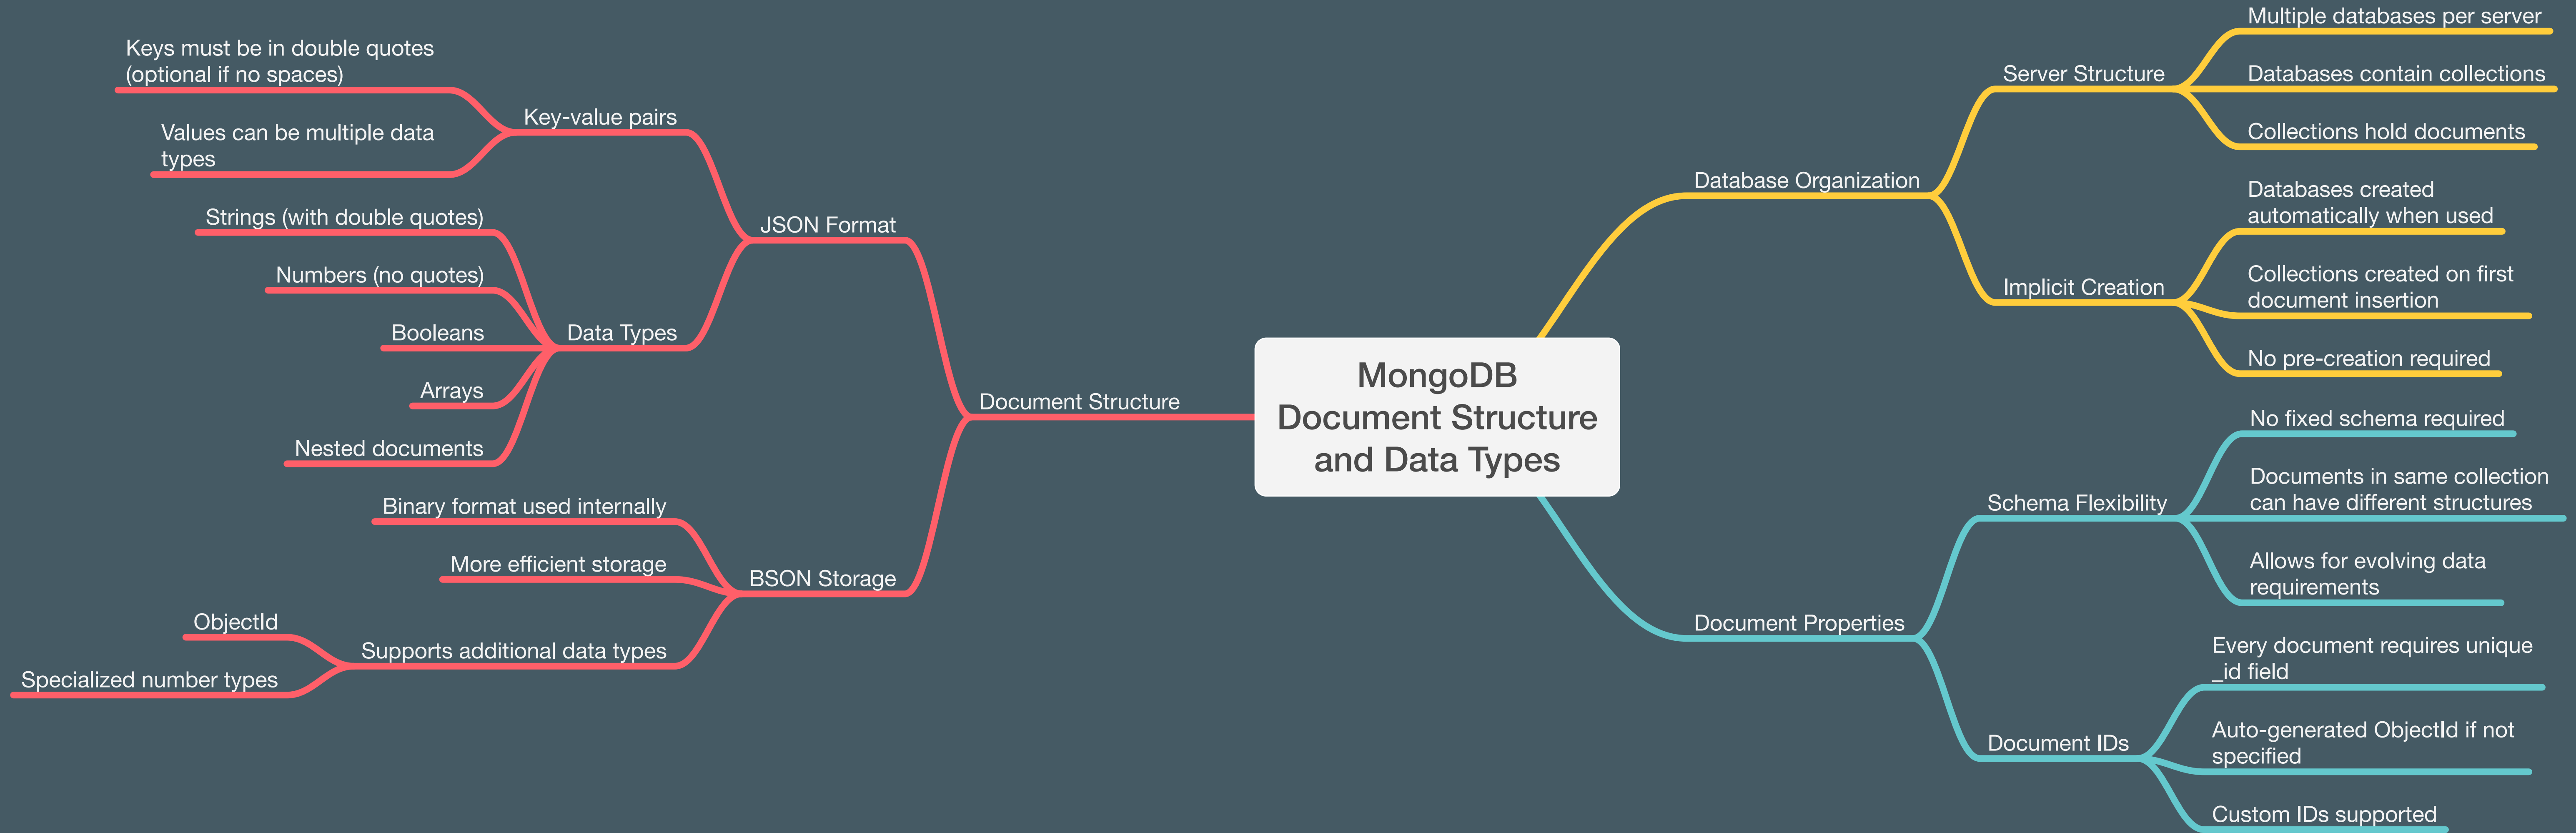 MongoDB
Document Structure
and Data Types
Database Organization
Server Structure
Multiple databases per server
Databases contain collections
Collections hold documents
Implicit Creation
Databases created
automatically when used
Collections created on first
document insertion
No pre-creation required
Document Properties
Schema Flexibility
No fixed schema required
Documents in same collection
can have different structures
Allows for evolving data
requirements
Document IDs
Every document requires unique
_id field
Auto-generated ObjectId if not
specified
Custom IDs supported
Document Structure
JSON Format
Key-value pairs
Keys must be in double quotes
(optional if no spaces)
Values can be multiple data
types
Data Types
Strings (with double quotes)
Numbers (no quotes)
Booleans
Arrays
Nested documents
BSON Storage
Binary format used internally
More efficient storage
Supports additional data types
ObjectId
Specialized number types